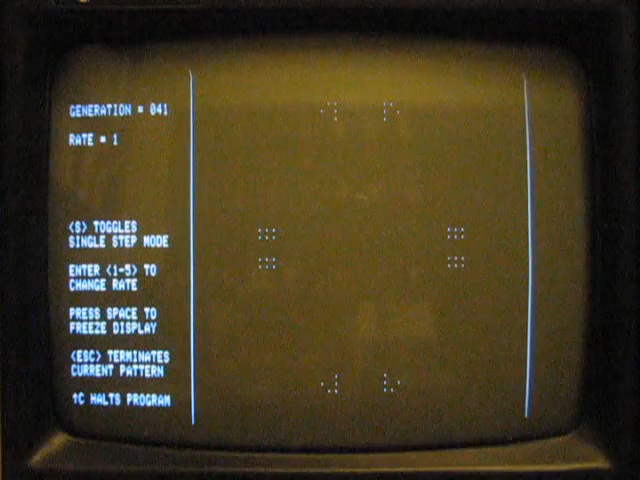 GENERATION = 041
RATE = 1
<S> TOGGLES
SINGLE STEP MODE
ENTER <1-5> TO
CHANGE RATE
PRESS SPACE TO
FREEZE DISPLAY
<ESC> TERMINATES
CURRENT PATTERN
↑C HALTS PROGRAM